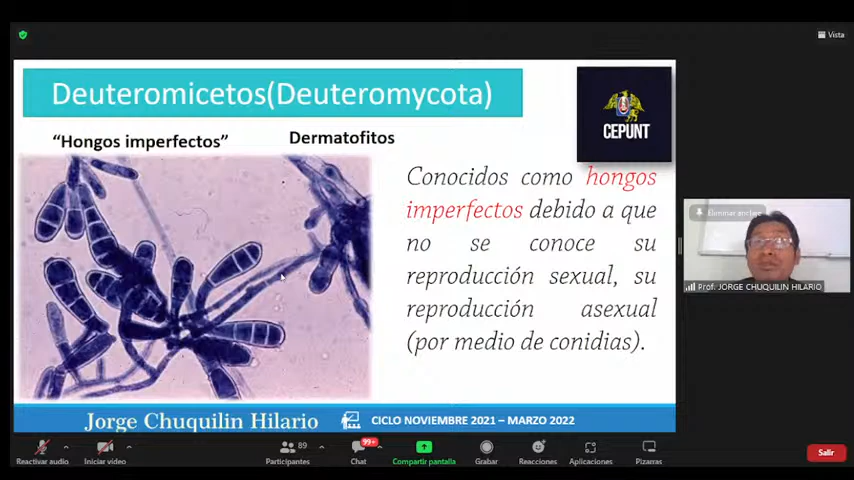 Vista
Deuteromicetos(Deuteromycota)
CEPUNT
“Hongos imperfectos”
Dermatofitos
Conocidos como hongos
imperfectos debido a que
no se conoce su
reproducción sexual, su
reproducción asexual
(por medio de conidias).
Eliminar anclaje
Prof. JORGE CHUQUILIN HILARIO
Jorge Chuquilin Hilario
CICLO NOVIEMBRE 2021 – MARZO 2022
89
99+
Reactivar audio
Iniciar video
Participantes
Chat
Compartir pantalla
Grabar
Reacciones
Aplicaciones
Pizarras
Salir